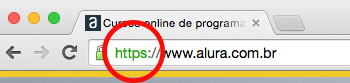 a Cursos online de programa
https://www.alura.com.br